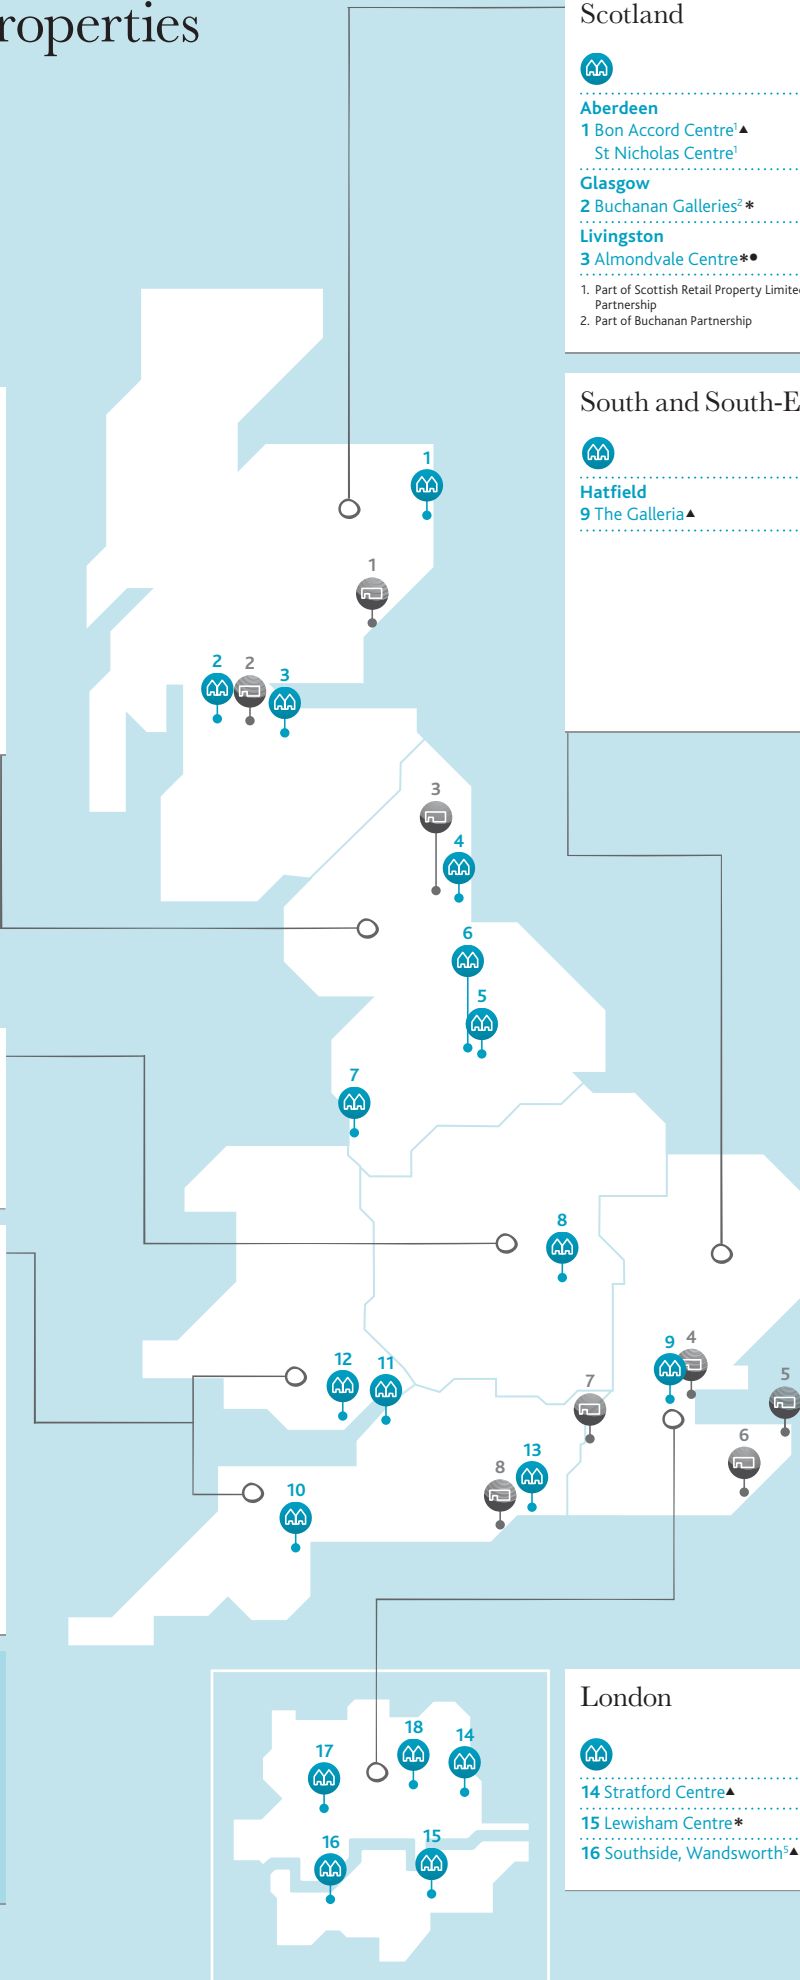 roperties
Scotland
Aberdeen
1 Bon Accord Centre¹▲
St Nicholas Centre¹
Glasgow
2 Buchanan Galleries²*
Livingston
3 Almondvale Centre*●
1. Part of Scottish Retail Property Limite
Partnership
2. Part of Buchanan Partnership
South and South-E
Hatfield
9 The Galleria▲
1
1
2
2
3
3
4
6
5
7
8
9
4
5
12
11
7
6
13
8
10
London
14 Stratford Centre▲
15 Lewisham Centre*
16 Southside, Wandsworth⁵▲
18
14
17
15
16